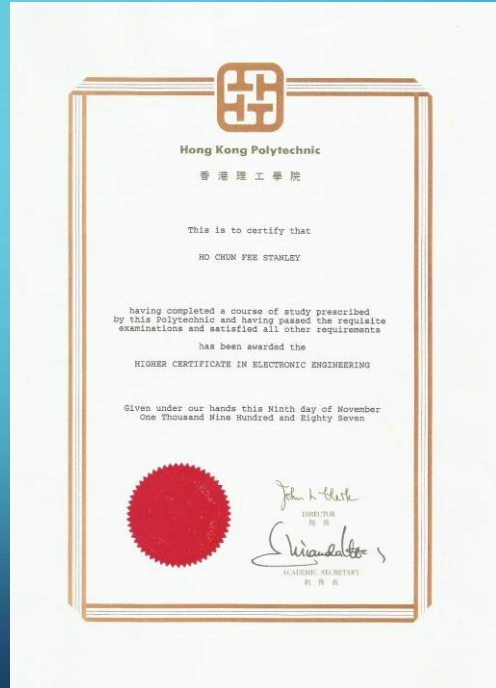 Hong Kong Polytechnic
香港理工學院
This is to certify that
HO CHUN FEE STANLEY
having completed a course of study prescribed
by this Polytechnic and having passed the requisite
examinations and satisfied all other requirements
has been awarded the
HIGHER CERTIFICATE IN ELECTRONIC ENGINEERING
Given under our hands this Ninth day of November
One Thousand Nine Hundred and Eighty Seven
DIRECTOR
院長
ACADEMIC SECRETARY
教務長